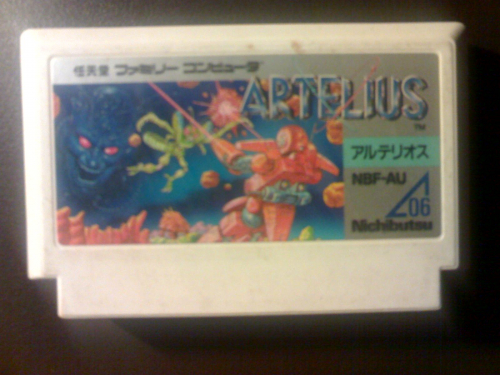 任天堂 ファミリー コンピュータ
ARTELIUS
TM
アルテリオス
NBF-AU
06
Nichibutsu